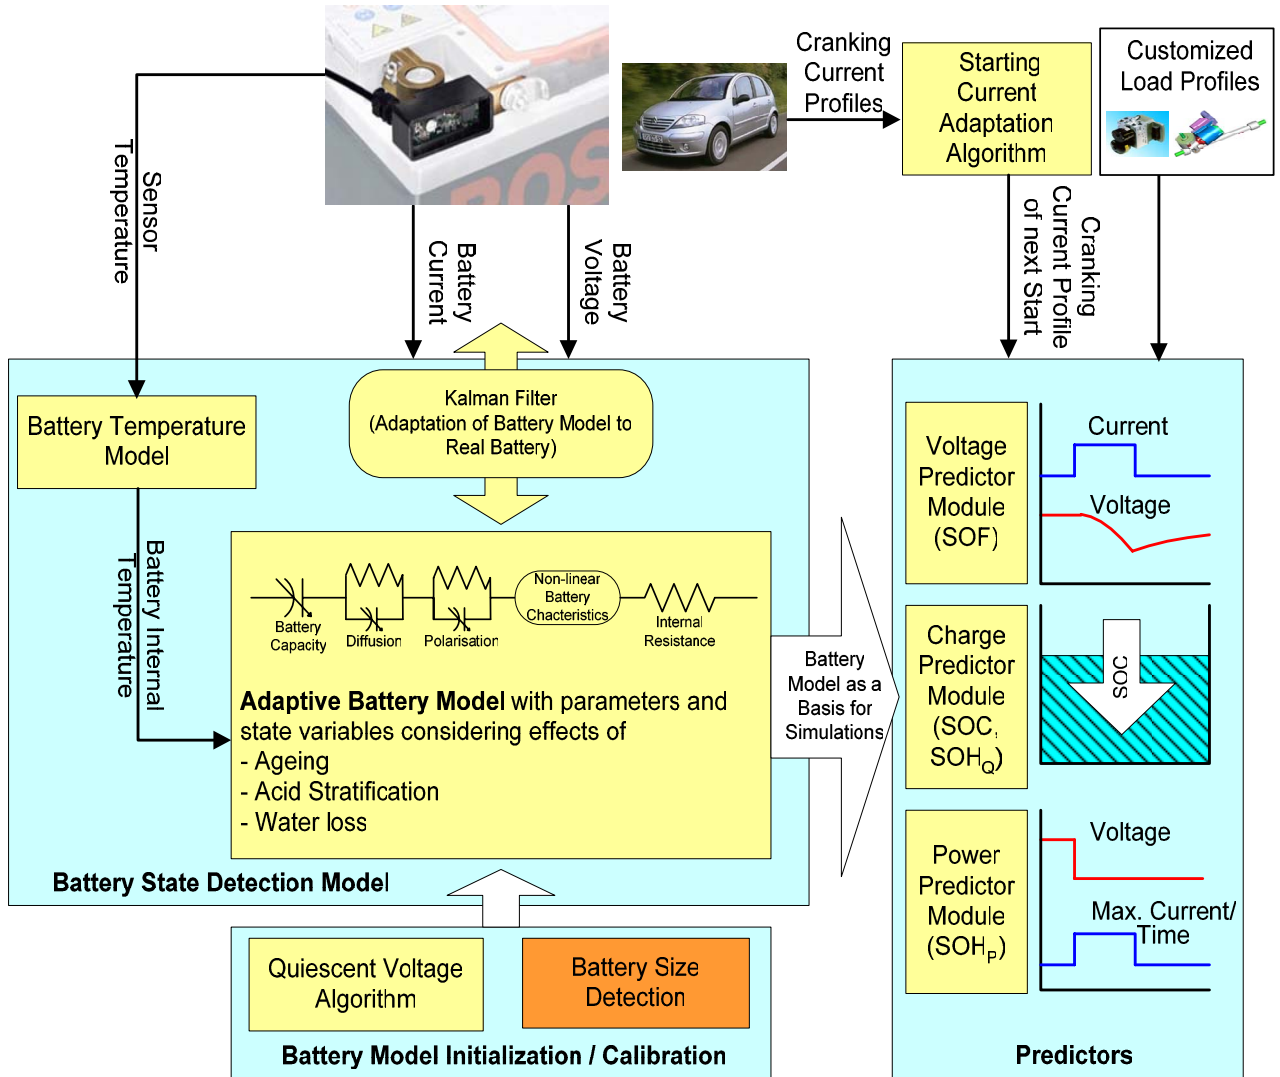 Cranking
Current
Profiles
Starting
Current
Adaptation
Algorithm
Customized
Load Profiles
BOS
Sensor
Temperature
Battery
Current
Battery
Voltage
Cranking
Current Profile
of next Start
Kalman Filter
(Adaptation of Battery Model to
Real Battery)
Battery Temperature
Model
Battery Internal
Temperature
Battery
Capacity
Diffusion
Polarisation
Non-linear
Battery
Chacteristics
Internal
Resistance
Adaptive Battery Model with parameters and
state variables considering effects of
- Ageing
- Acid Stratification
- Water loss
Battery State Detection Model
Battery
Model as a
Basis for
Simulations
Quiescent Voltage
Algorithm
Battery Size
Detection
Battery Model Initialization / Calibration
Voltage
Predictor
Module
(SOF)
Current
Voltage
Charge
Predictor
Module
(SOC,
SOHQ)
SOC
Power
Predictor
Module
(SOHP)
Voltage
Max. Current/
Time
Predictors